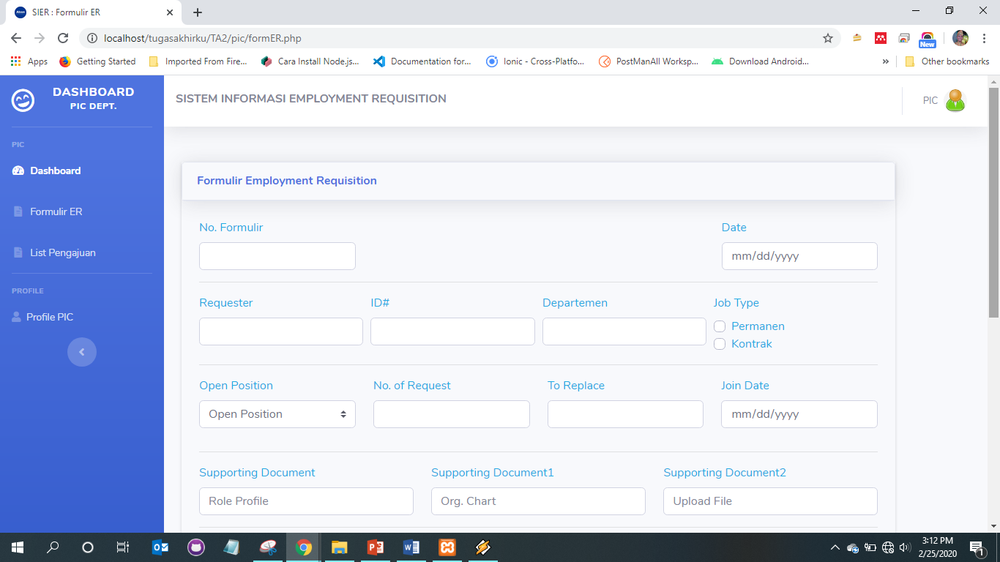 SIER : Formulir ER
localhost/tugasakhirku/TA2/pic/formER.php
New
Apps
Getting Started
Imported From Fire...
Cara Install Node.js...
Documentation for...
Ionic - Cross-Platfo...
PostManAll Worksp...
Download Android...
Other bookmarks
DASHBOARD
PIC DEPT.
SISTEM INFORMASI EMPLOYMENT REQUISITION
PIC
PIC
Dashboard
Formulir ER
List Pengajuan
PROFILE
Profile PIC
Formulir Employment Requisition
No. Formulir
Date
mm/dd/yyyy
Requester
ID#
Departemen
Job Type
Permanen
Kontrak
Open Position
No. of Request
To Replace
Join Date
Open Position
mm/dd/yyyy
Supporting Document
Supporting Document1
Supporting Document2
Role Profile
Org. Chart
Upload File
3:12 PM
2/25/2020
1